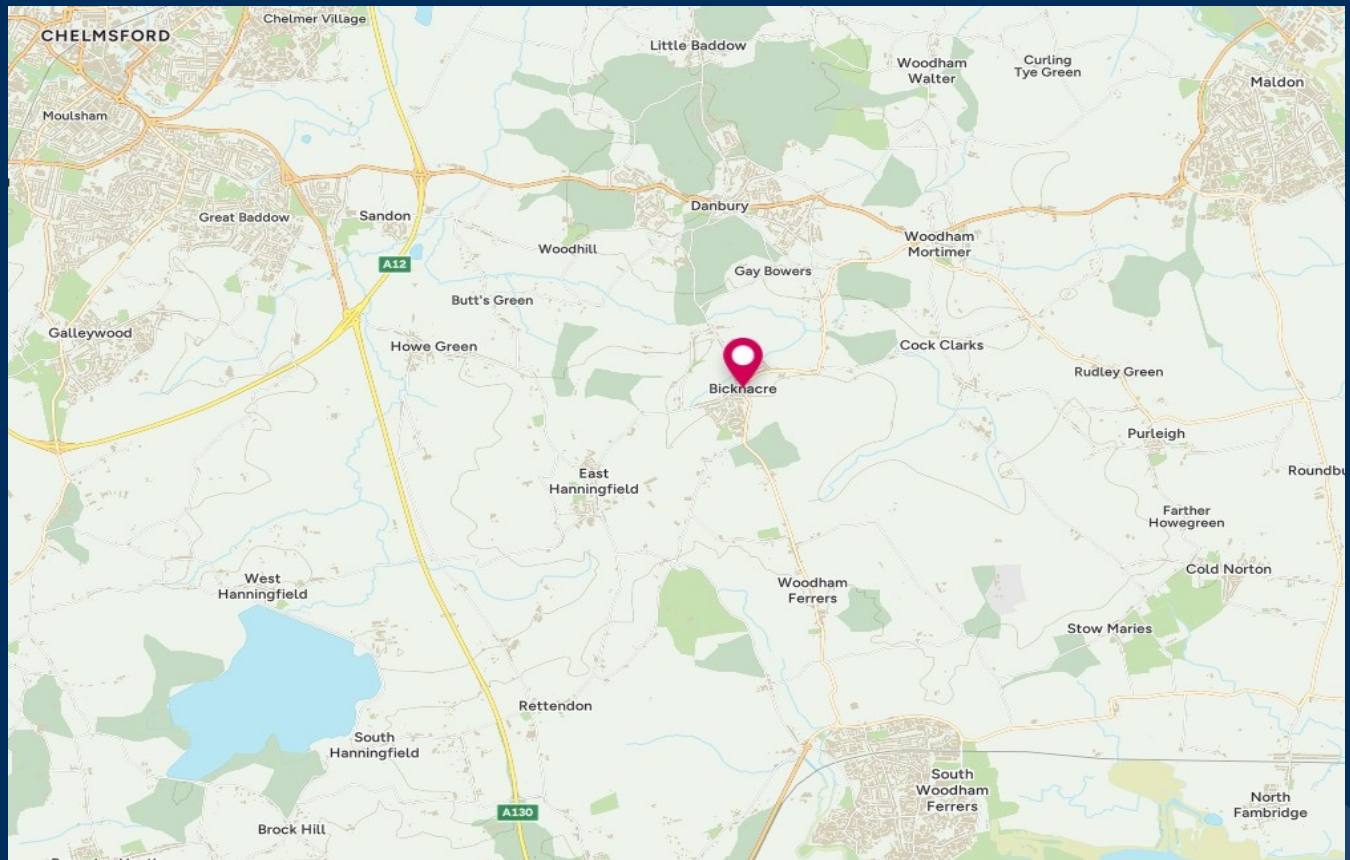 Chelmer Village
CHELMSFORD
Little Baddow
Woodham
Walter
Curling
Tye Green
Maldon
Moulsham
Danbury
Great Baddow
Sandon
Woodhill
Woodham
Mortimer
A12
Gay Bowers
Butt's Green
Galleywood
Howe Green
Cock Clarks
Rudley Green
Bicknacre
Purleigh
East
Hanningfield
Roundbu
Farther
Howegreen
West
Hanningfield
Woodham
Ferrers
Cold Norton
Stow Maries
Rettendon
South
Hanningfield
South
Woodham
Ferrers
North
Fambridge
A130
Brock Hill